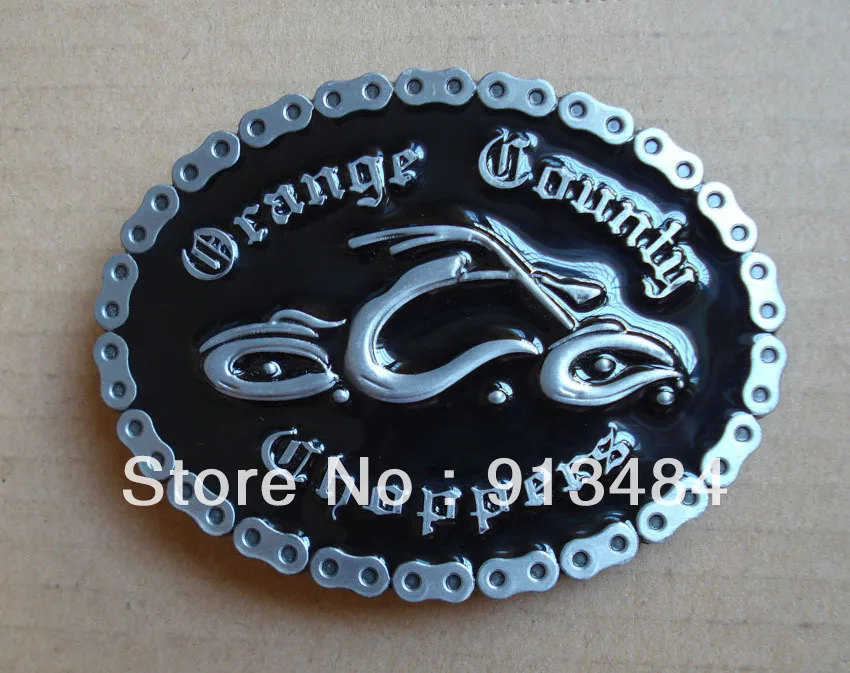 Orange County
Choppers
Store No : 913484